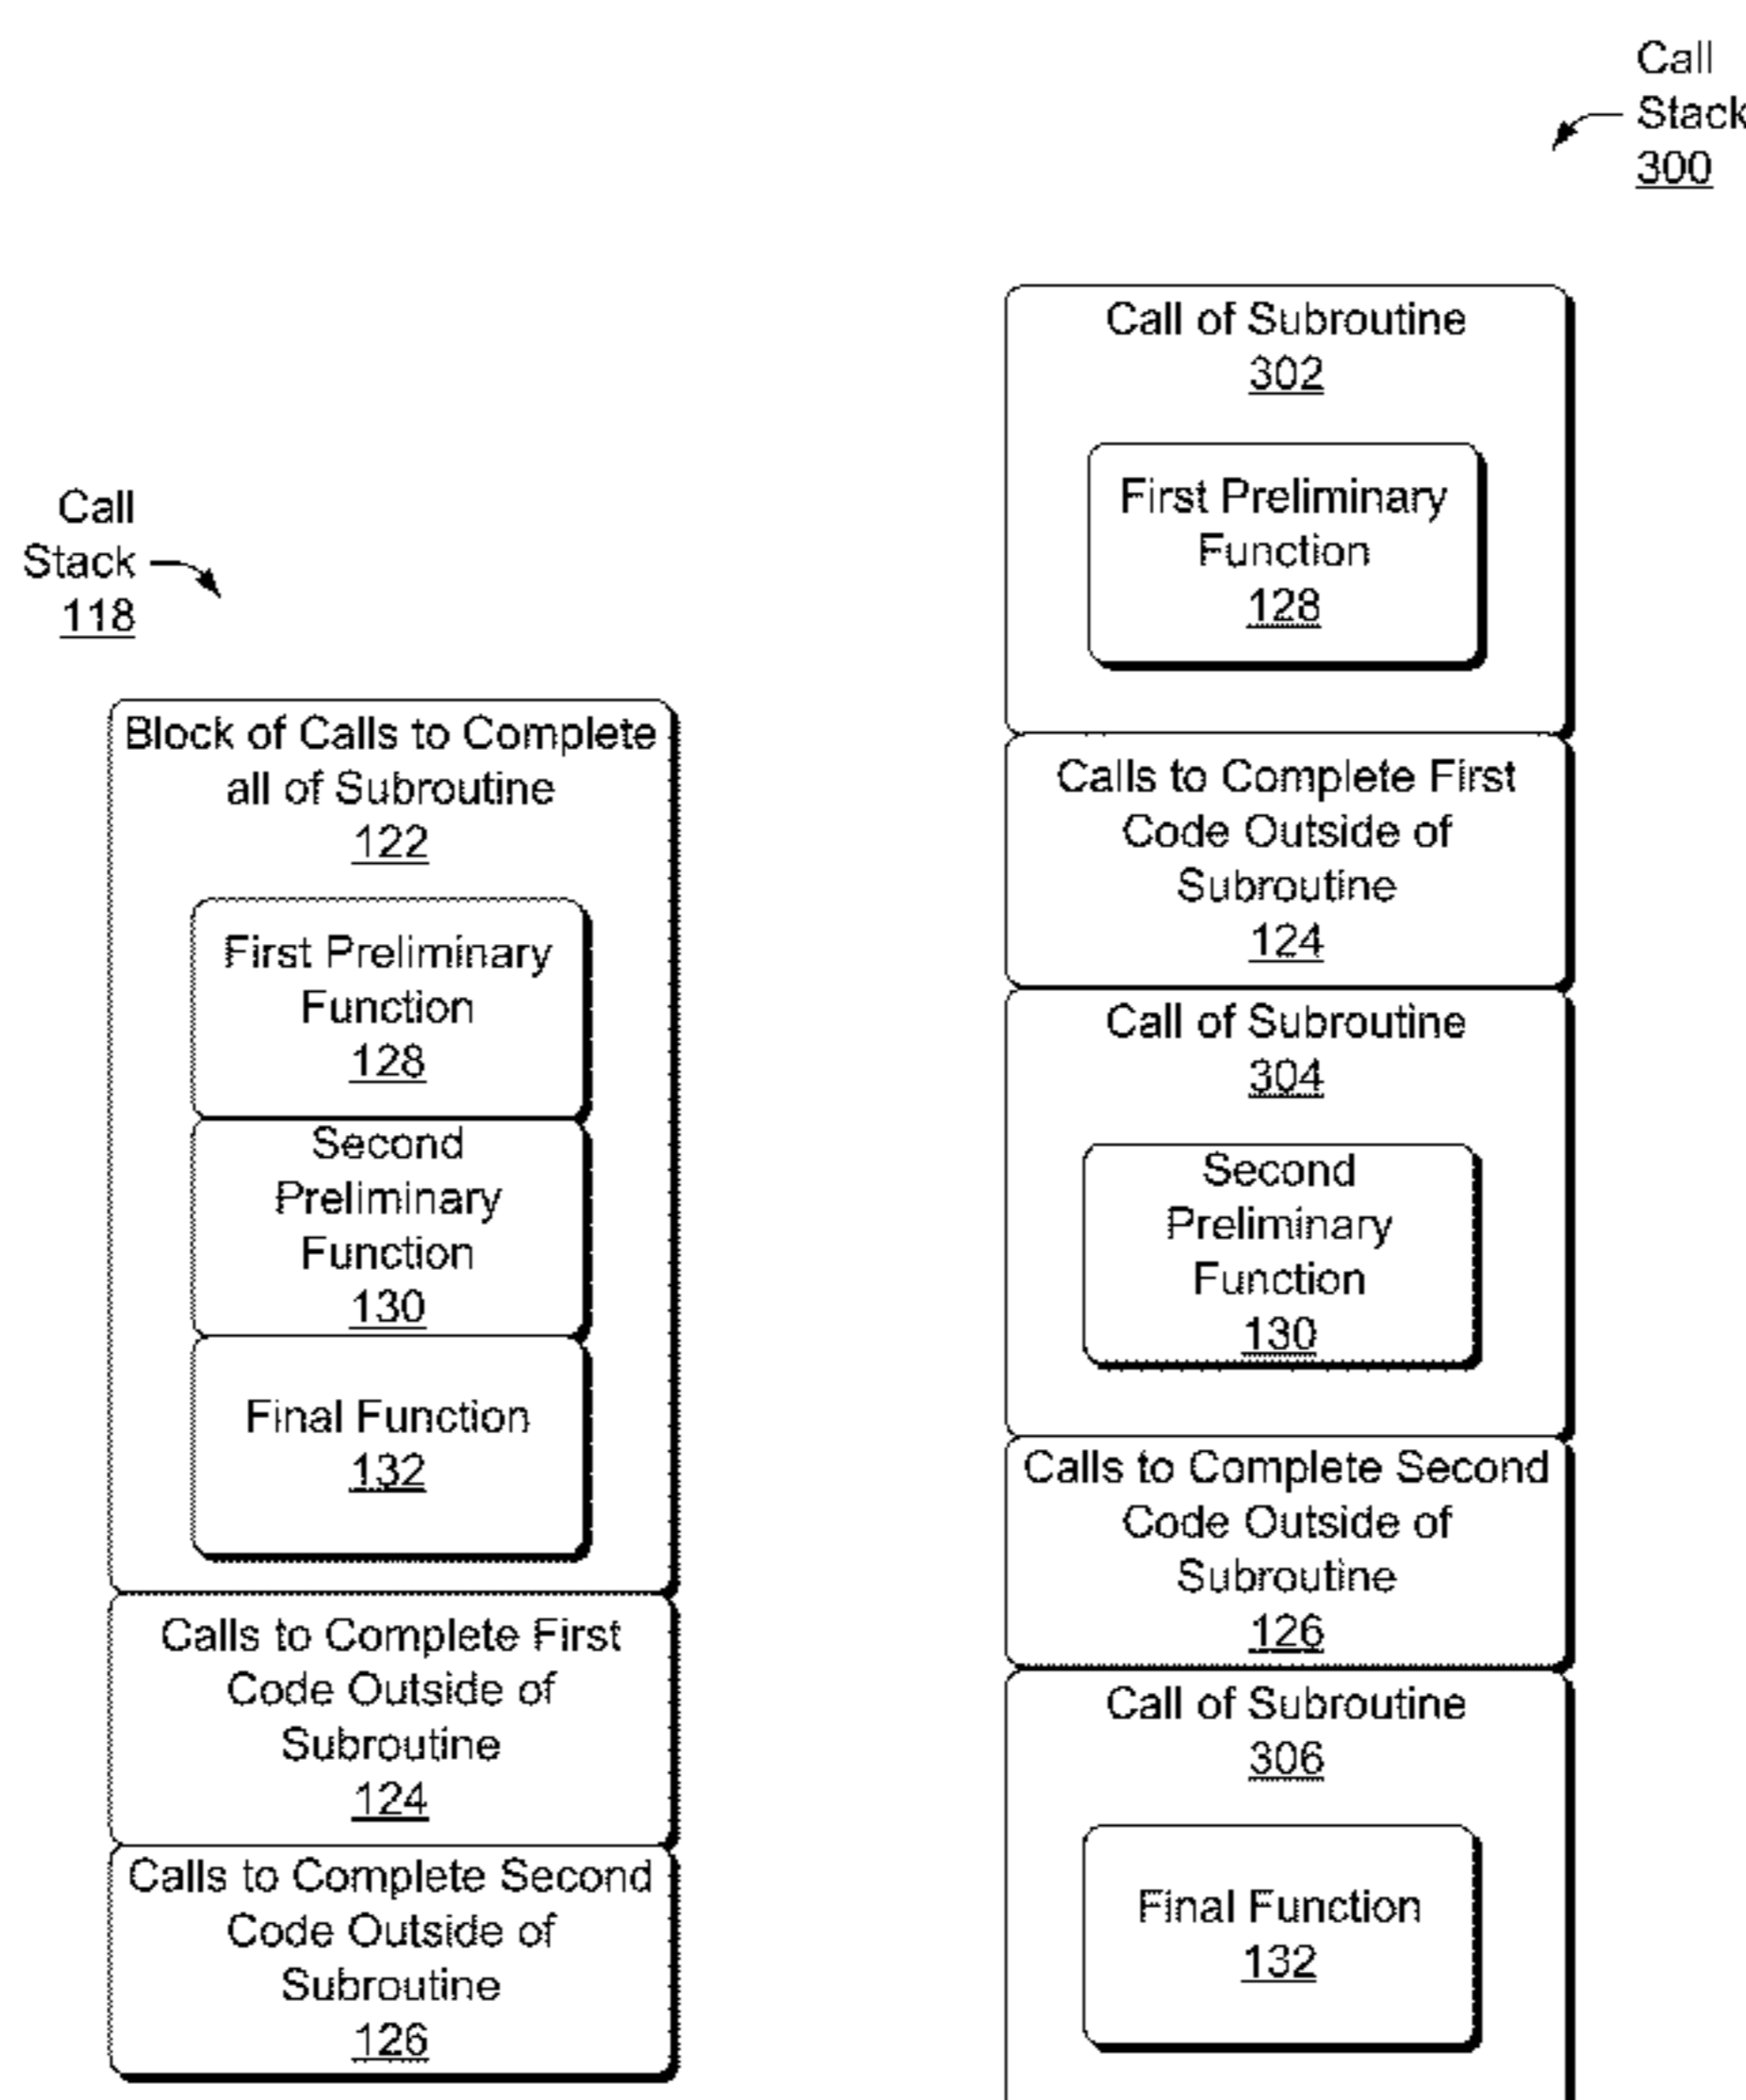 Call
Stack
118
Block of Calls to Complete
all of Subroutine
122
First Preliminary
Function
128
Second
Preliminary
Function
130
Final Function
132
Calls to Complete First
Code Outside of
Subroutine
124
Calls to Complete Second
Code Outside of
Subroutine
126
Call
Stack
300
Call of Subroutine
302
First Preliminary
Function
128
Calls to Complete First
Code Outside of
Subroutine
124
Call of Subroutine
304
Second
Preliminary
Function
130
Calls to Complete Second
Code Outside of
Subroutine
126
Call of Subroutine
306
Final Function
132